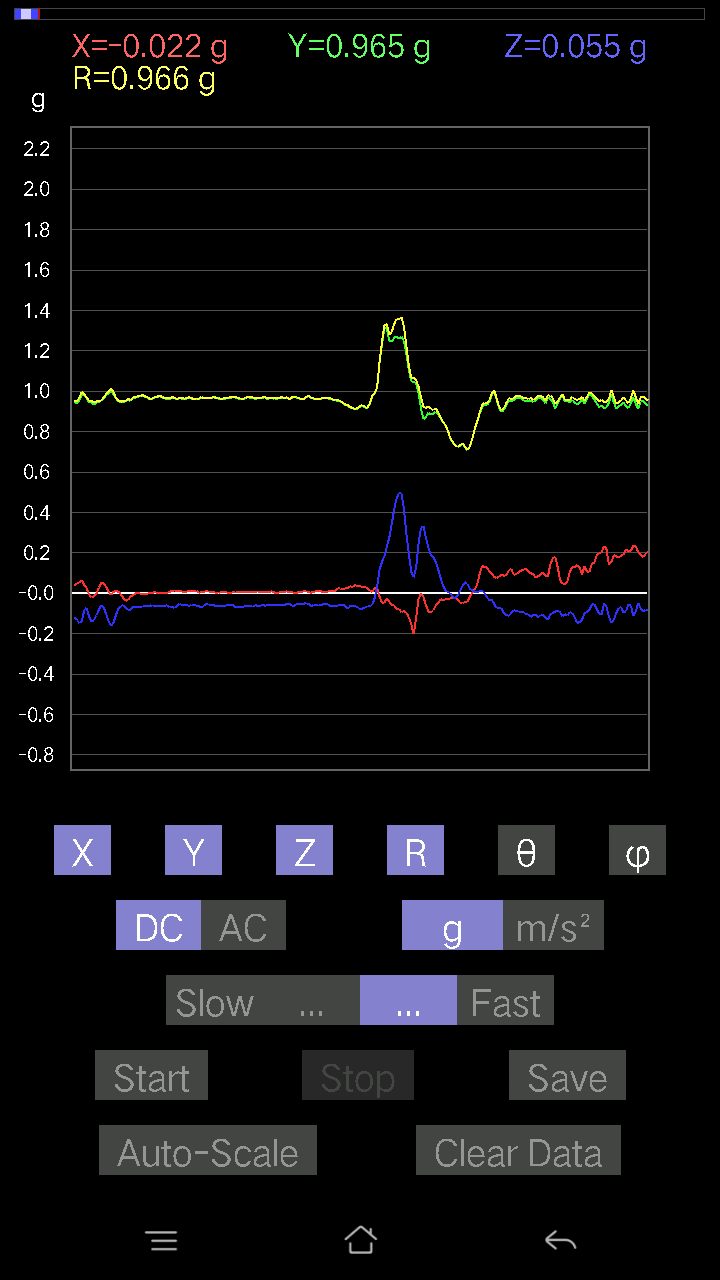 X=-0.022 g Y=0.965 g Z=0.055 g
R=0.966 g
g
2.2
2.0
1.8
1.6
1.4
1.2
1.0
0.8
0.6
0.4
0.2
-0.0
-0.2
-0.4
-0.6
-0.8
X Y Z R θ φ
DC AC g m/s²
Slow ... ... Fast
Start Stop Save
Auto-Scale Clear Data